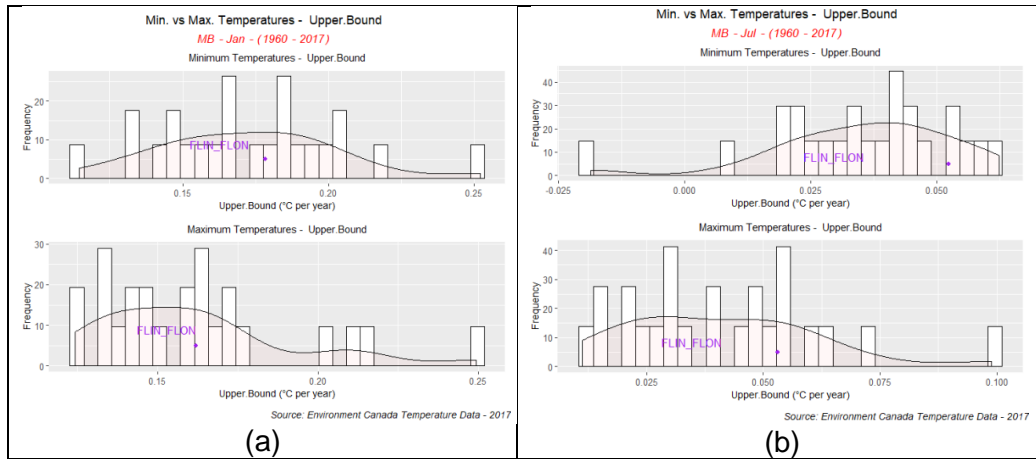 Min. vs Max. Temperatures - Upper.Bound
MB - Jan - (1960 - 2017)
Minimum Temperatures - Upper.Bound
Frequency
20
10
0
FLIN_FLON
0.15 0.20 0.25
Upper.Bound (°C per year)
Maximum Temperatures - Upper.Bound
Frequency
30
20
10
0
FLIN_FLON
0.15 0.20 0.25
Upper.Bound (°C per year)
Source: Environment Canada Temperature Data - 2017
(a)
Min. vs Max. Temperatures - Upper.Bound
MB - Jul - (1960 - 2017)
Minimum Temperatures - Upper.Bound
Frequency
40
30
20
10
0
FLIN_FLON
-0.025 0.000 0.025 0.050
Upper.Bound (°C per year)
Maximum Temperatures - Upper.Bound
Frequency
40
30
20
10
0
FLIN_FLON
0.025 0.050 0.075 0.100
Upper.Bound (°C per year)
Source: Environment Canada Temperature Data - 2017
(b)